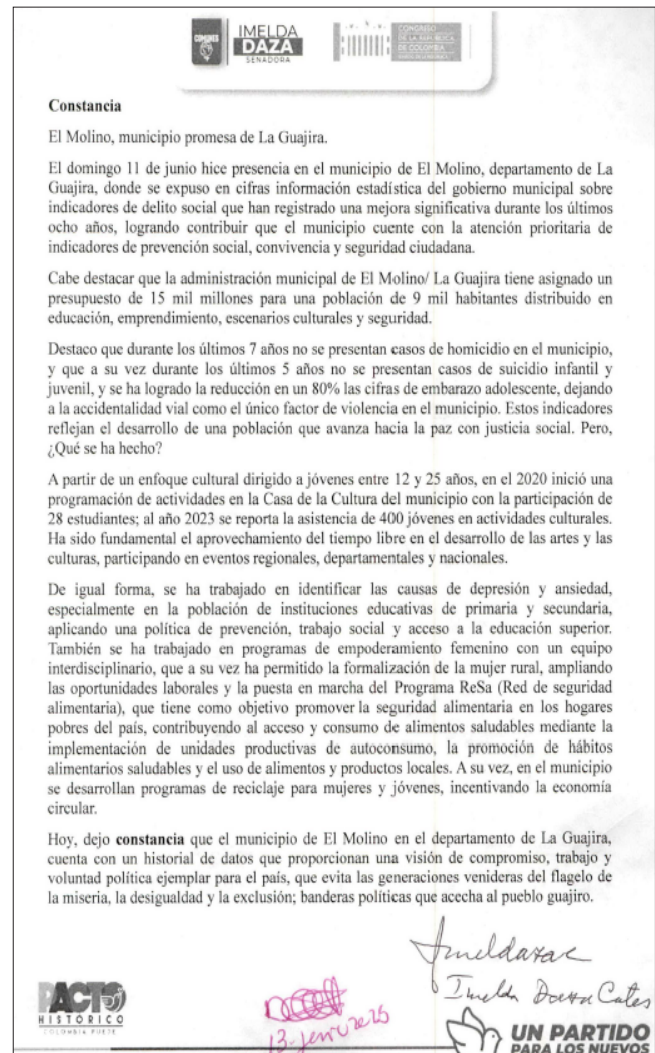 COMUNES
IMELDA
DAZA
SENADORA
CONGRESO
DE LA REPÚBLICA
DE COLOMBIA
Constancia
El Molino, municipio promesa de La Guajira.
El domingo 11 de junio hice presencia en el municipio de El Molino, departamento de La
Guajira, donde se expuso en cifras información estadística del gobierno municipal sobre
indicadores de delito social que han registrado una mejora significativa durante los últimos
ocho años, logrando contribuir que el municipio cuente con la atención prioritaria de
indicadores de prevención social, convivencia y seguridad ciudadana.
Cabe destacar que la administración municipal de El Molino/ La Guajira tiene asignado un
presupuesto de 15 mil millones para una población de 9 mil habitantes distribuido en
educación, emprendimiento, escenarios culturales y seguridad.
Destaco que durante los últimos 7 años no se presentan casos de homicidio en el municipio,
y que a su vez durante los últimos 5 años no se presentan casos de suicidio infantil y
juvenil, y se ha logrado la reducción en un 80% las cifras de embarazo adolescente, dejando
a la accidentalidad vial como el único factor de violencia en el municipio. Estos indicadores
reflejan el desarrollo de una población que avanza hacia la paz con justicia social. Pero,
¿Qué se ha hecho?
A partir de un enfoque cultural dirigido a jóvenes entre 12 y 25 años, en el 2020 inició una
programación de actividades en la Casa de la Cultura del municipio con la participación de
28 estudiantes; al año 2023 se reporta la asistencia de 400 jóvenes en actividades culturales.
Ha sido fundamental el aprovechamiento del tiempo libre en el desarrollo de las artes y las
culturas, participando en eventos regionales, departamentales y nacionales.
De igual forma, se ha trabajado en identificar las causas de depresión y ansiedad,
especialmente en la población de instituciones educativas de primaria y secundaria,
aplicando una política de prevención, trabajo social y acceso a la educación superior.
También se ha trabajado en programas de empoderamiento femenino con un equipo
interdisciplinario, que a su vez ha permitido la formalización de la mujer rural, ampliando
las oportunidades laborales y la puesta en marcha del Programa ReSa (Red de seguridad
alimentaria), que tiene como objetivo promover la seguridad alimentaria en los hogares
pobres del país, contribuyendo al acceso y consumo de alimentos saludables mediante la
implementación de unidades productivas de autoconsumo, la promoción de hábitos
alimentarios saludables y el uso de alimentos y productos locales. A su vez, en el municipio
se desarrollan programas de reciclaje para mujeres y jóvenes, incentivando la economía
circular.
Hoy, dejo constancia que el municipio de El Molino en el departamento de La Guajira,
cuenta con un historial de datos que proporcionan una visión de compromiso, trabajo y
voluntad política ejemplar para el país, que evita las generaciones venideras del flagelo de
la miseria, la desigualdad y la exclusión; banderas políticas que acecha al pueblo guajiro.
Imelda Daza Cotes
PACTO
HISTÓRICO
COLOMBIA PUEDE
UN PARTIDO
PARA LOS NUEVOS